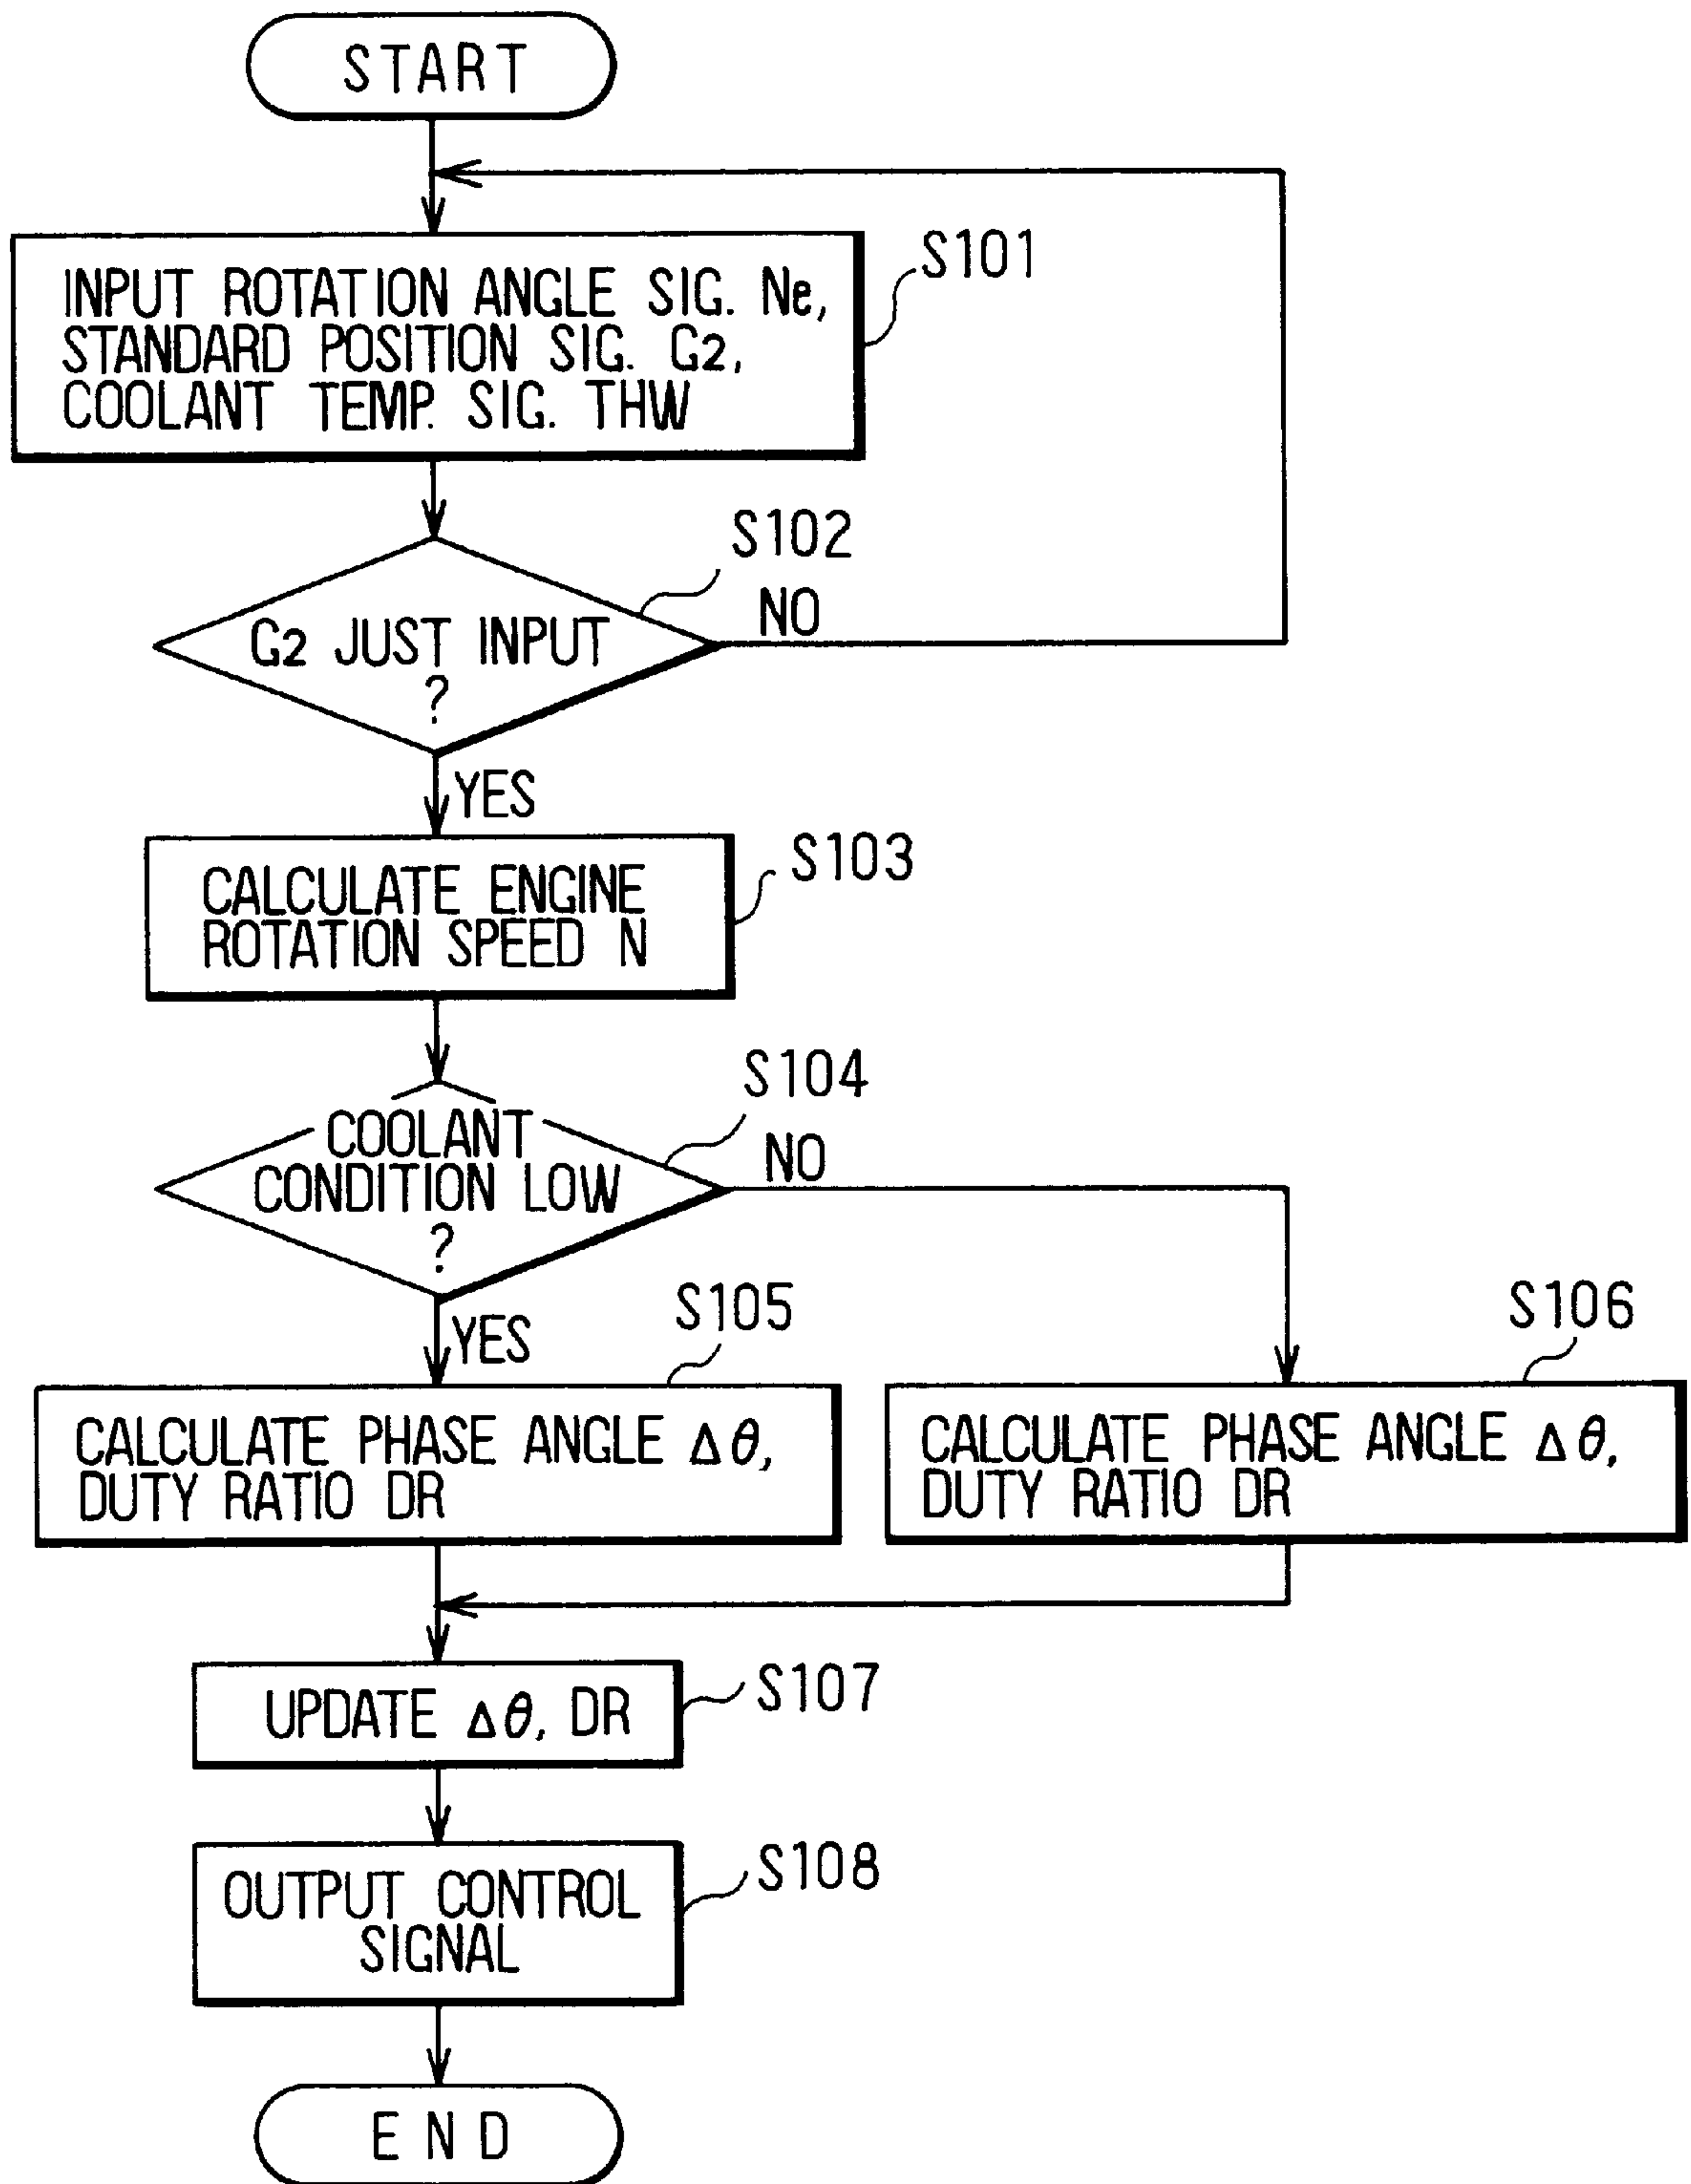 START
S101
INPUT ROTATION ANGLE SIG. Ne,
STANDARD POSITION SIG. G2,
COOLANT TEMP. SIG. THW
S102
NO
G2 JUST INPUT
?
YES
S103
CALCULATE ENGINE
ROTATION SPEED N
S104
NO
COOLANT
CONDITION LOW
?
YES
S105
CALCULATE PHASE ANGLE Δθ,
DUTY RATIO DR
S106
CALCULATE PHASE ANGLE Δθ,
DUTY RATIO DR
S107
UPDATE Δθ, DR
S108
OUTPUT CONTROL
SIGNAL
END